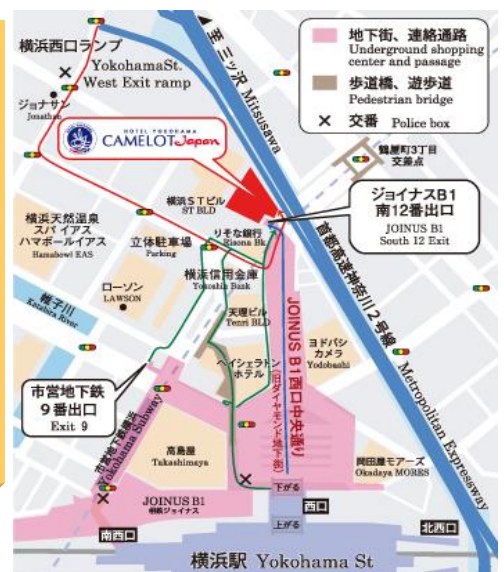 横浜西口ランプ
YokohamaSt.
West Exit ramp
ジョナサン
Jonathan
至三ッ沢 Mitsusawa
地下街、連絡通路
Underground shopping
center and passage
歩道橋、遊歩道
Pedestrian bridge
交番 Police box
HOTEL YOKOHAMA
CAMELOT Japan
鶴屋町3丁目
交差点
横浜STビル
ST BLD
ジョイナスB1
南12番出口
JOINUS B1
South 12 Exit
横浜天然温泉
スパ イアス
ハマボールイアス
Hamabowl EAS
立体駐車場
Parking
りそな銀行
Risona Bk
首都高速神奈川2号線
Metropolitan Expressway
ローソン
LAWSON
横浜信用金庫
Yokoshin Bank
帷子川
Katabira River
天理ビル
Tenri BLD
JOINUS B1西口中央通り
(旧ダイヤモンド地下街)
ヨドバシ
カメラ
Yodobashi
ベイシェラトン
ホテル
市営地下鉄
9番出口
Exit 9
市営地下鉄横浜
Yokohama Subway
高島屋
Takashimaya
岡田屋モアーズ
Okadaya MORES
JOINUS B1
相鉄ジョイナス
下がる
西口
上がる
南西口
北西口
横浜駅 Yokohama St